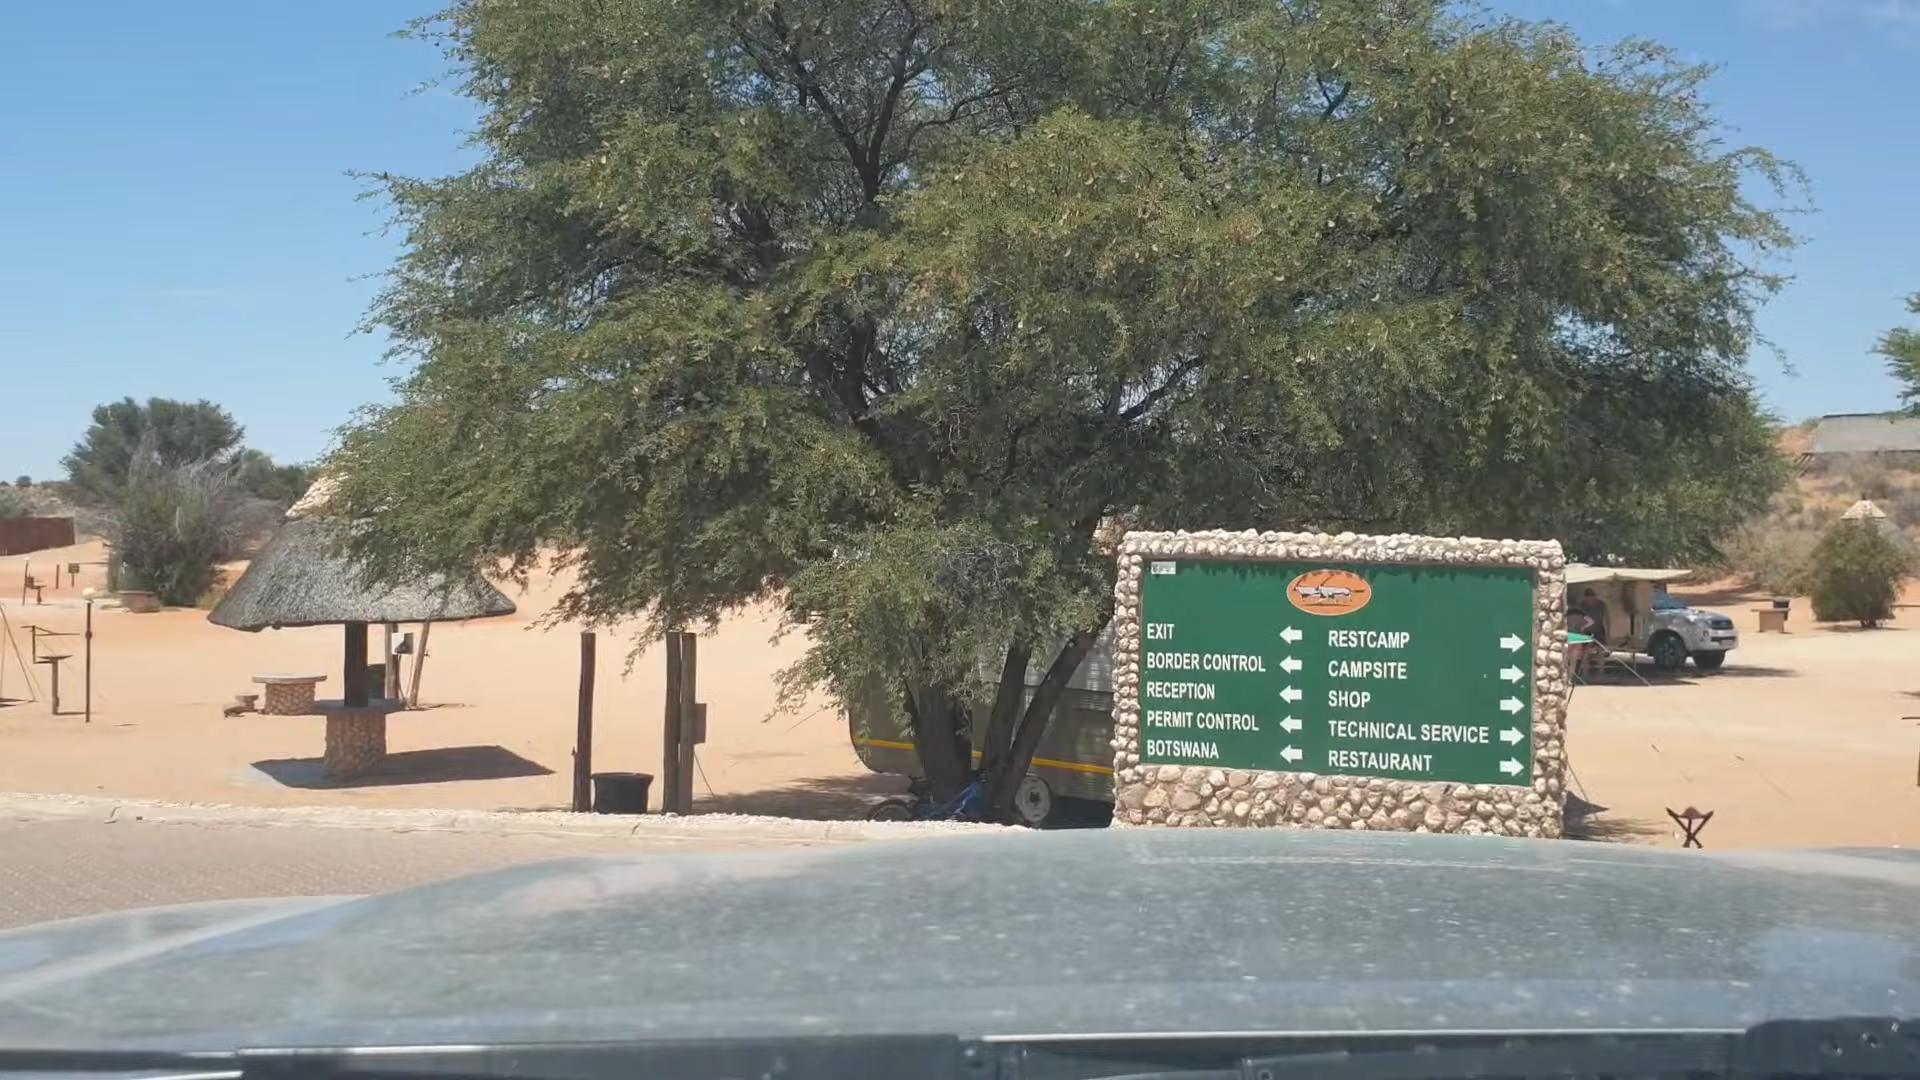 EXIT
BORDER CONTROL
RECEPTION
PERMIT CONTROL
BOTSWANA
RESTCAMP
CAMPSITE
SHOP
TECHNICAL SERVICE
RESTAURANT